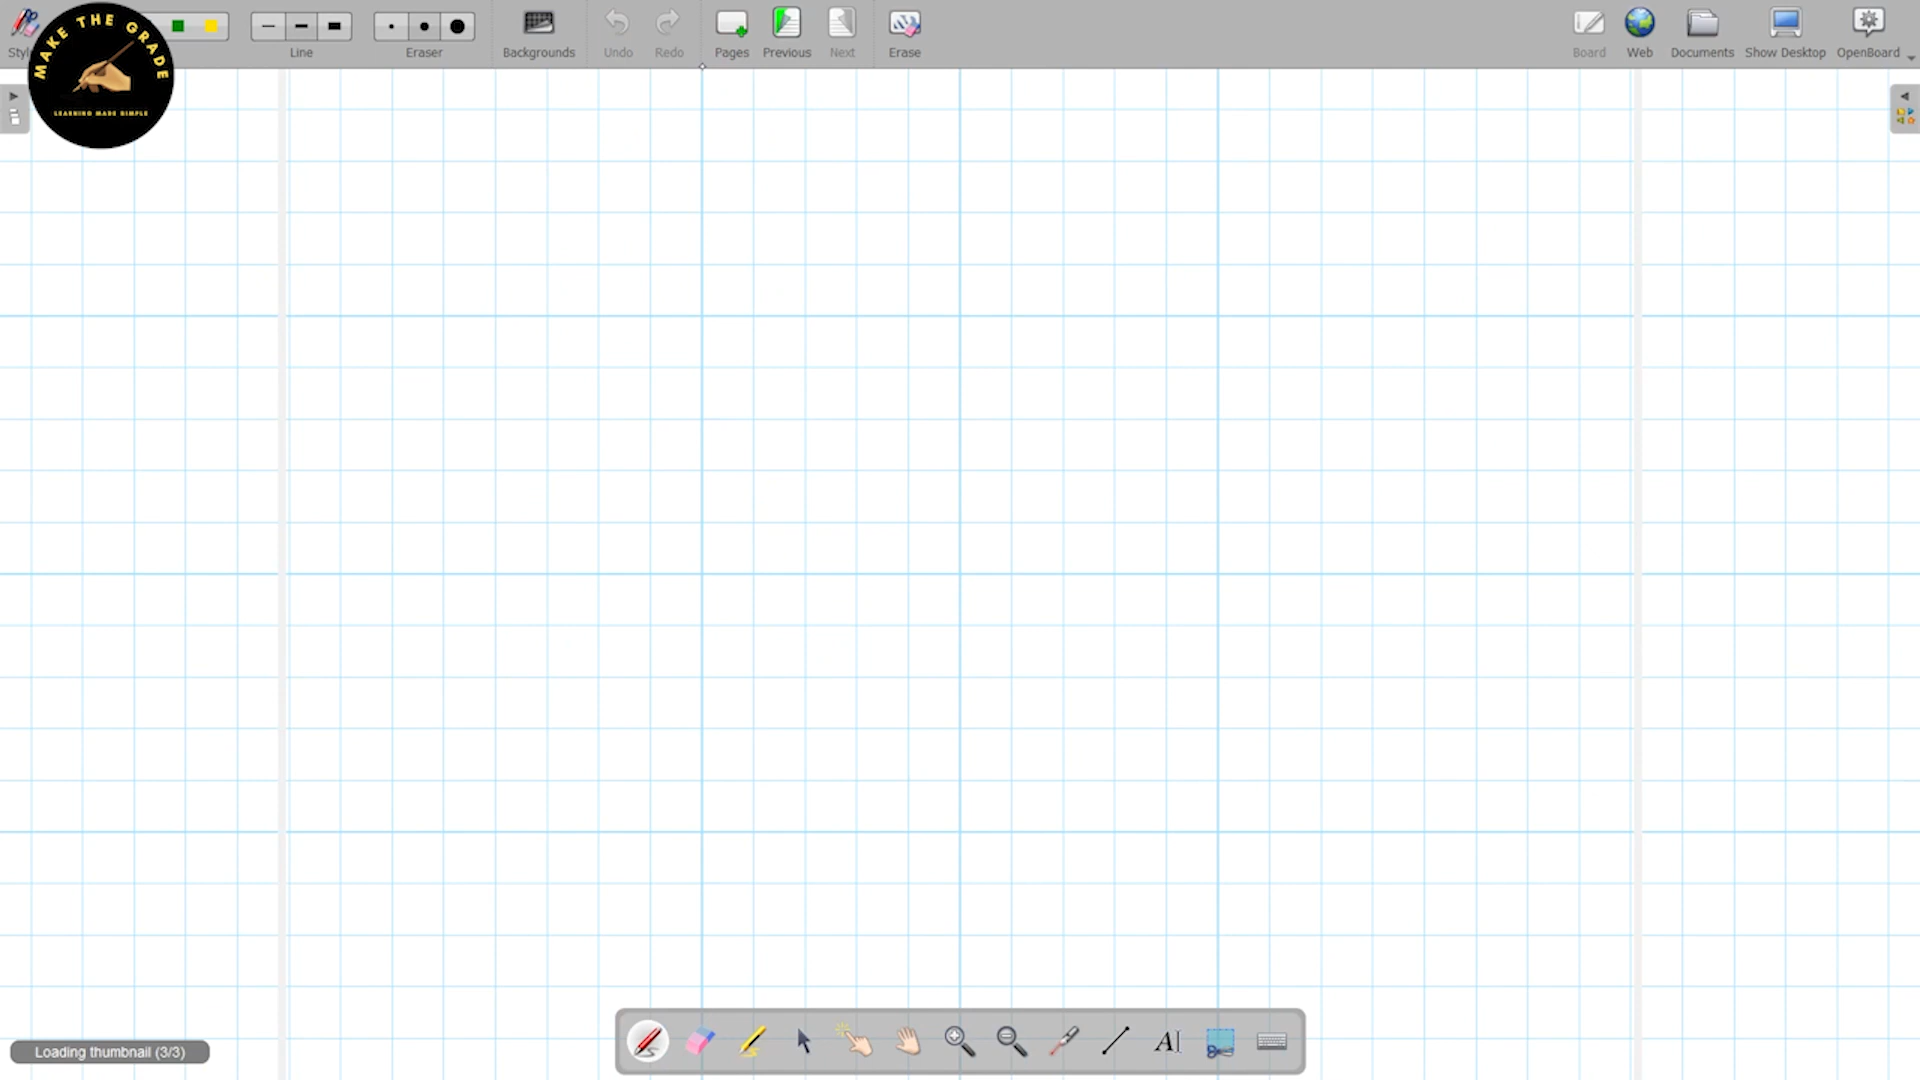 MAKE THE GRADE
LEARNING MADE SIMPLE
Line
Eraser
Backgrounds
Undo
Redo
Pages
Previous
Next
Erase
Board
Web
Documents
Show Desktop
OpenBoard
Loading thumbnail (3/3)